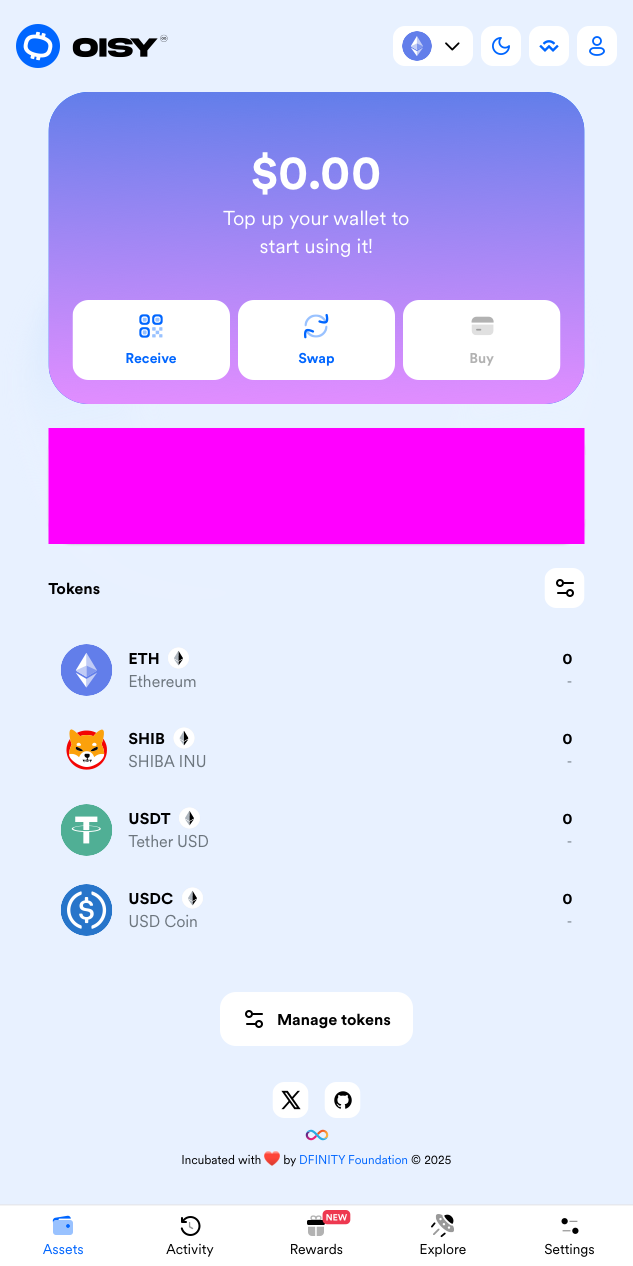 OISY
$0.00
Top up your wallet to
start using it!
Receive
Swap
Buy
Tokens
ETH
0
Ethereum
-
SHIB
0
SHIBA INU
-
USDT
0
Tether USD
-
USDC
0
USD Coin
-
Manage tokens
Incubated with ❤️ by DFINITY Foundation © 2025
NEW
Assets
Activity
Rewards
Explore
Settings